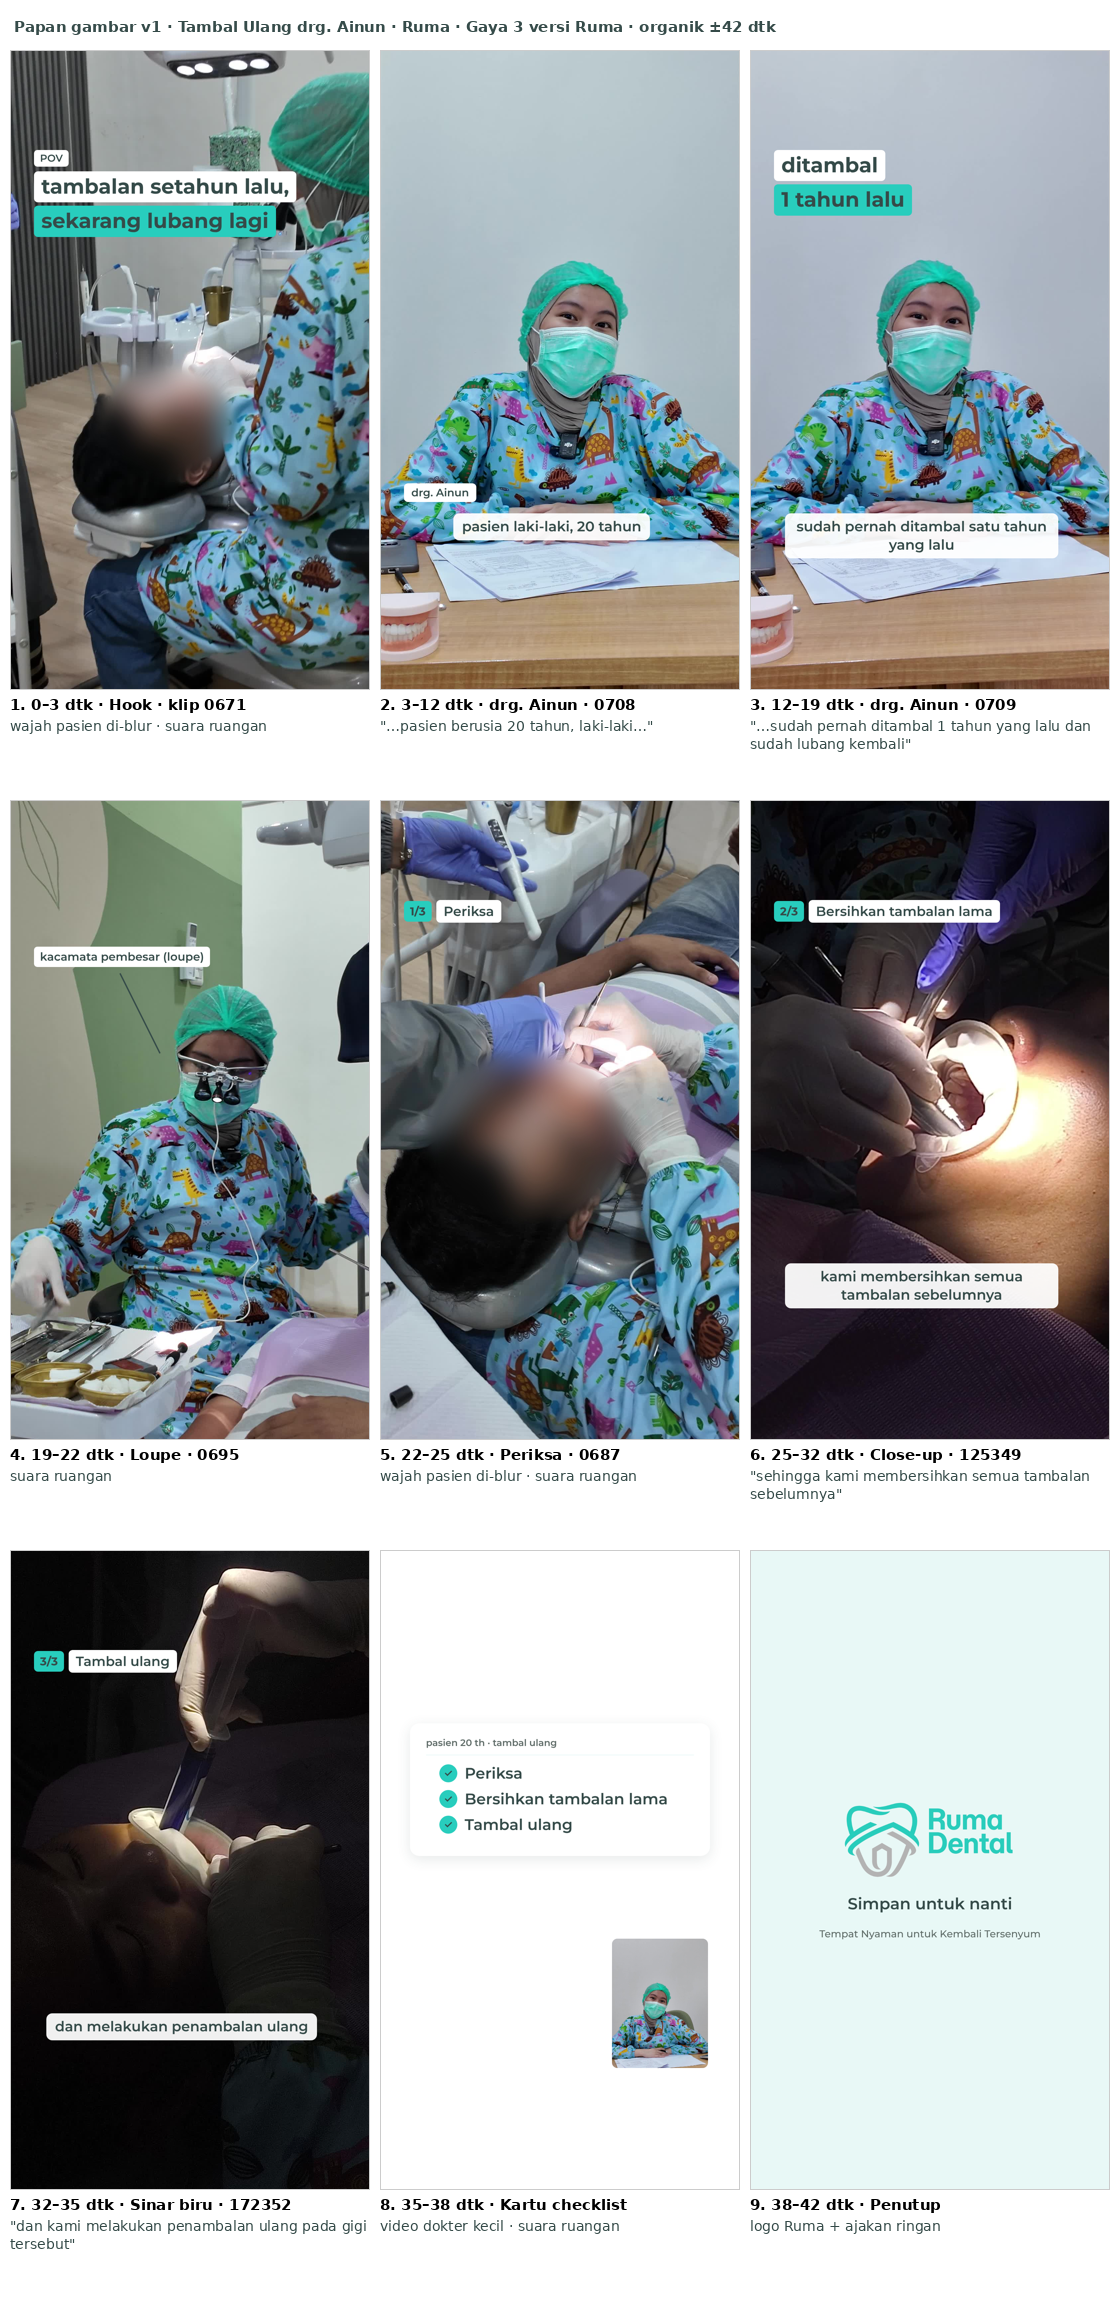 Papan gambar v1 · Tambal Ulang drg. Ainun · Ruma · Gaya 3 versi Ruma · organik ±42 dtk
POV
tambalan setahun lalu,
sekarang lubang lagi
1. 0–3 dtk · Hook · klip 0671
wajah pasien di-blur · suara ruangan
drg. Ainun
pasien laki-laki, 20 tahun
2. 3–12 dtk · drg. Ainun · 0708
"...pasien berusia 20 tahun, laki-laki..."
ditambal
1 tahun lalu
sudah pernah ditambal satu tahun
yang lalu
3. 12–19 dtk · drg. Ainun · 0709
"...sudah pernah ditambal 1 tahun yang lalu dan
sudah lubang kembali"
kacamata pembesar (loupe)
4. 19–22 dtk · Loupe · 0695
suara ruangan
1/3 Periksa
5. 22–25 dtk · Periksa · 0687
wajah pasien di-blur · suara ruangan
2/3 Bersihkan tambalan lama
kami membersihkan semua
tambalan sebelumnya
6. 25–32 dtk · Close-up · 125349
"sehingga kami membersihkan semua tambalan
sebelumnya"
3/3 Tambal ulang
dan melakukan penambalan ulang
7. 32–35 dtk · Sinar biru · 172352
"dan kami melakukan penambalan ulang pada gigi
tersebut"
pasien 20 th · tambal ulang
Periksa
Bersihkan tambalan lama
Tambal ulang
8. 35–38 dtk · Kartu checklist
video dokter kecil · suara ruangan
Ruma
Dental
Simpan untuk nanti
Tempat Nyaman untuk Kembali Tersenyum
9. 38–42 dtk · Penutup
logo Ruma + ajakan ringan